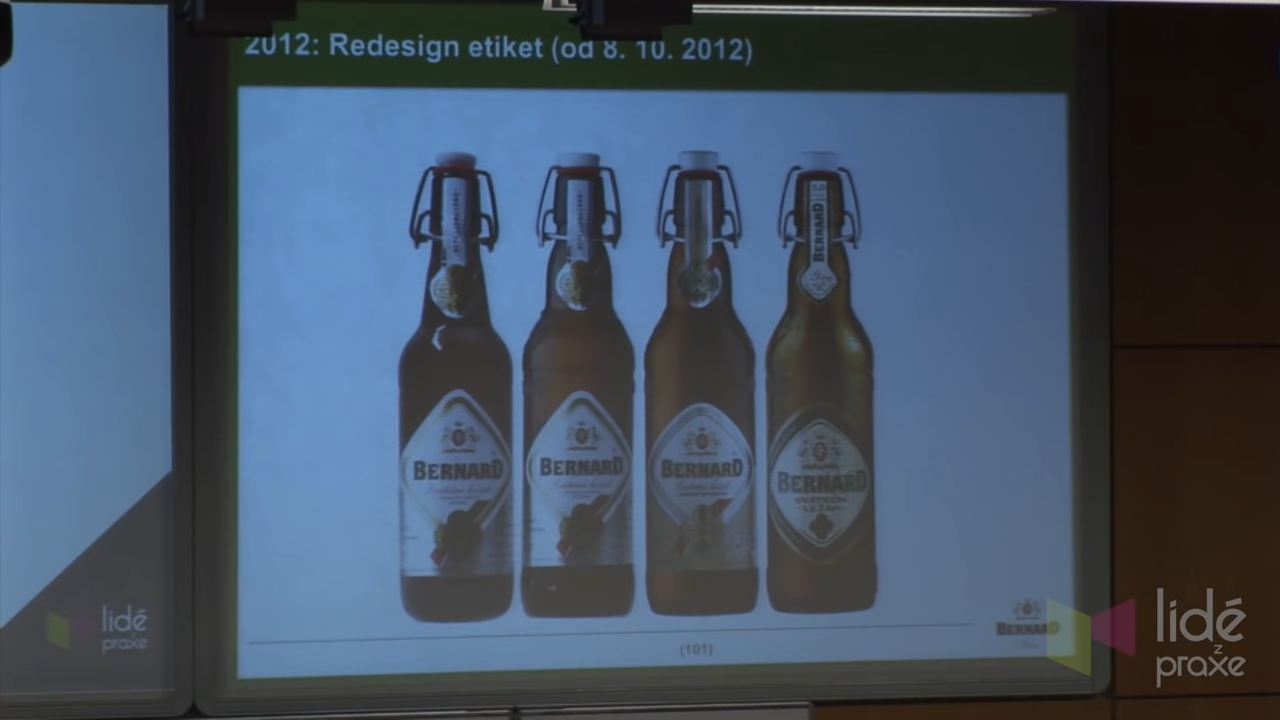 2012: Redesign etiket (od 8. 10. 2012)
BERNARD
BERNARD
BERNARD
BERNARD
BERNARD
SVÁTEČNÍ
LEŽÁK
(101)
BERNARD
lidé
z
praxe
lidé
z
praxe